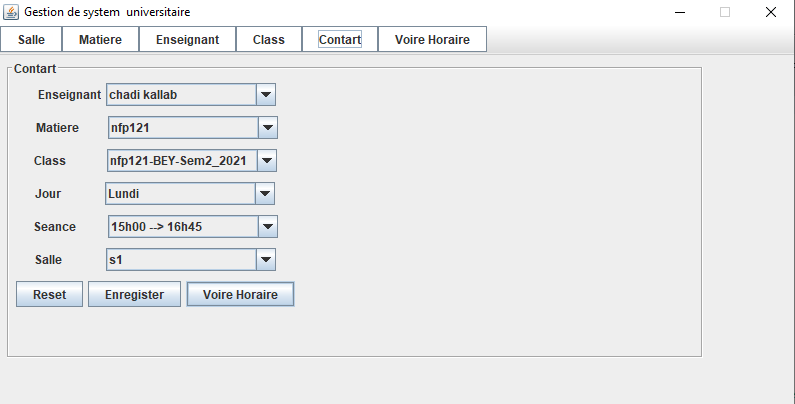 Gestion de system universitaire
Salle Matiere Enseignant Class Contart Voire Horaire
Contart
Enseignant chadi kallab
Matiere nfp121
Class nfp121-BEY-Sem2_2021
Jour Lundi
Seance 15h00 --> 16h45
Salle s1
Reset Enregister Voire Horaire